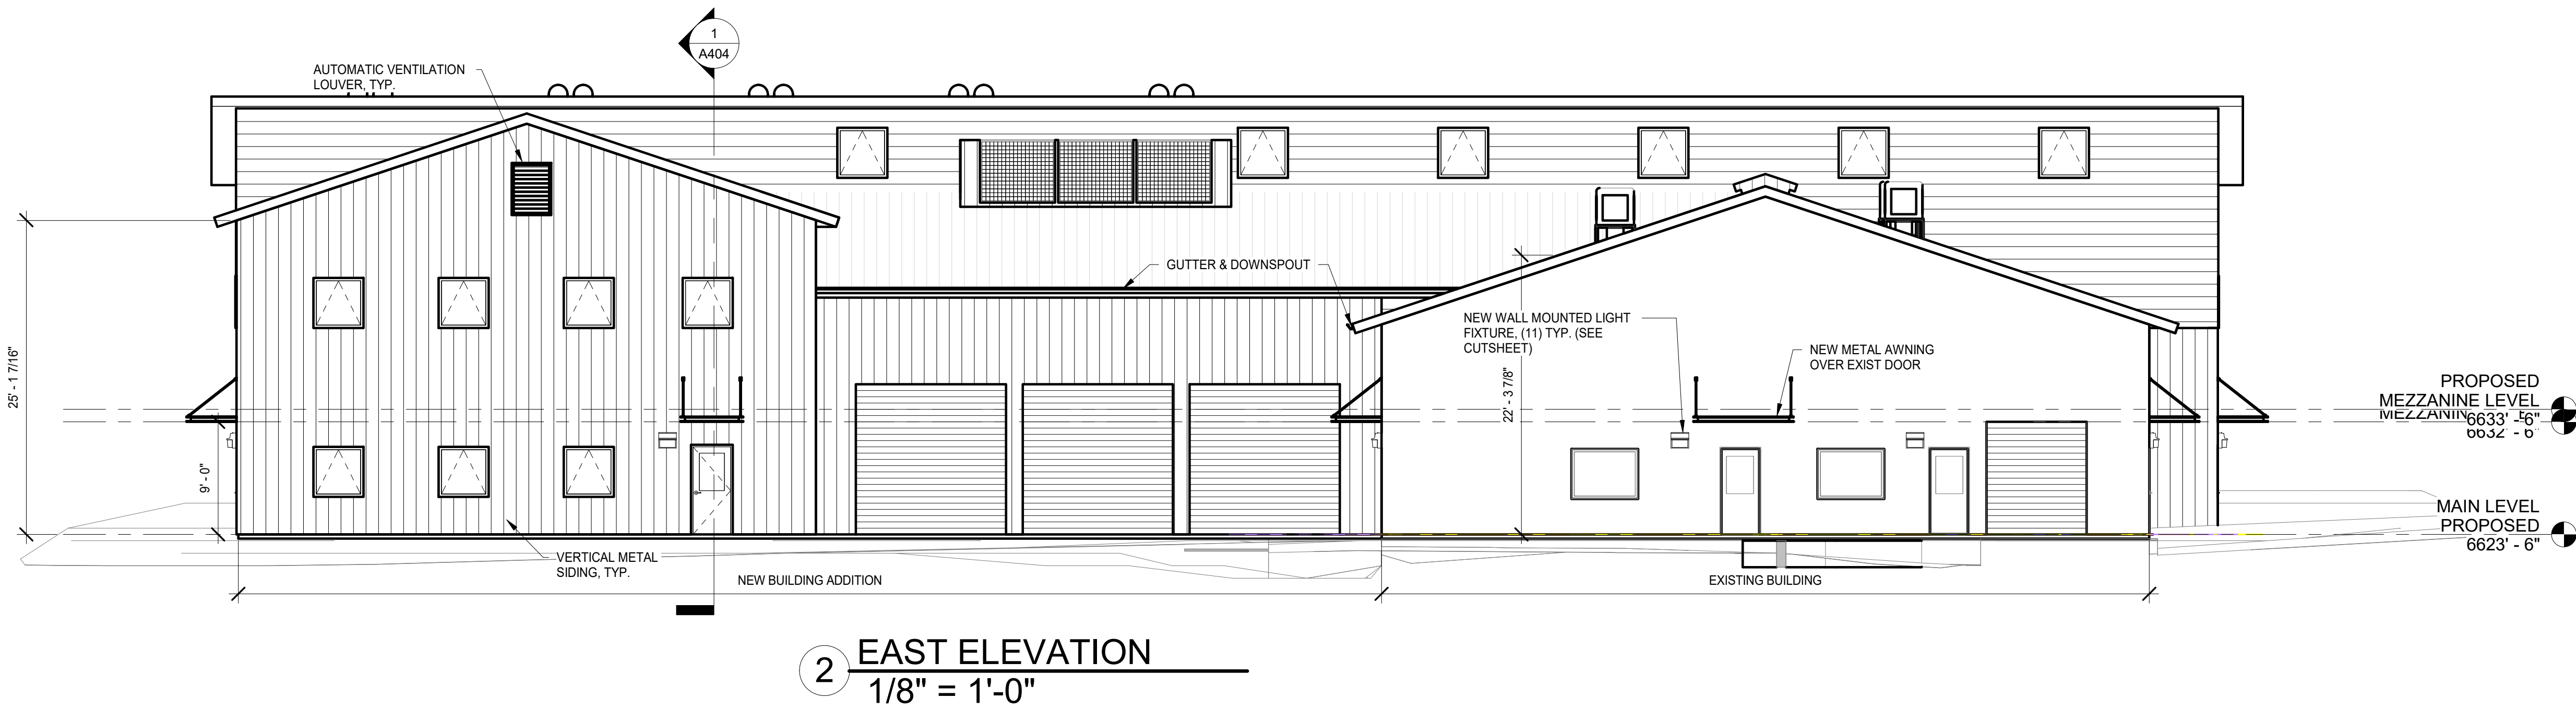 1
A404
AUTOMATIC VENTILATION
LOUVER, TYP.
GUTTER & DOWNSPOUT
NEW WALL MOUNTED LIGHT
FIXTURE, (11) TYP. (SEE
CUTSHEET)
NEW METAL AWNING
OVER EXIST DOOR
25' - 1 7/16"
9' - 0"
22' - 3 7/8"
PROPOSED
MEZZANINE LEVEL
6633' - 6"
6632' - 6"
MAIN LEVEL
PROPOSED
6623' - 6"
VERTICAL METAL
SIDING, TYP.
NEW BUILDING ADDITION
EXISTING BUILDING
2
EAST ELEVATION
1/8" = 1'-0"